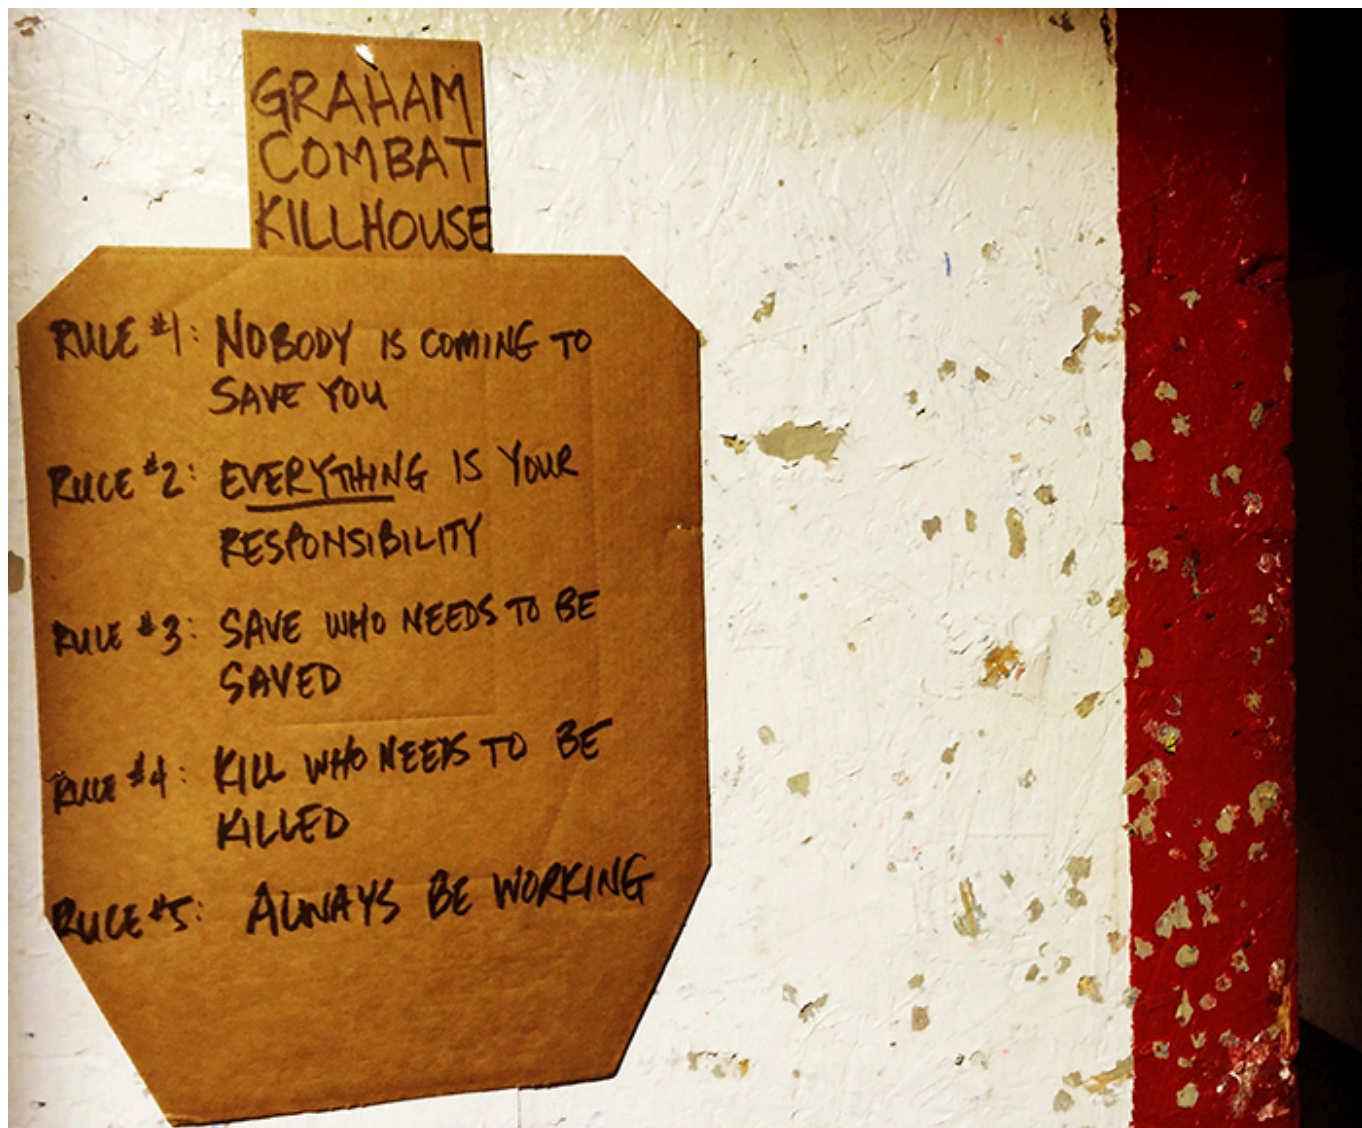 GRAHAM
COMBAT
KILLHOUSE
RULE #1: NOBODY IS COMING TO
SAVE YOU
RULE #2: EVERYTHING IS YOUR
RESPONSIBILITY
RULE #3: SAVE WHO NEEDS TO BE
SAVED
RULE #4: KILL WHO NEEDS TO BE
KILLED
RULE #5: ALWAYS BE WORKING